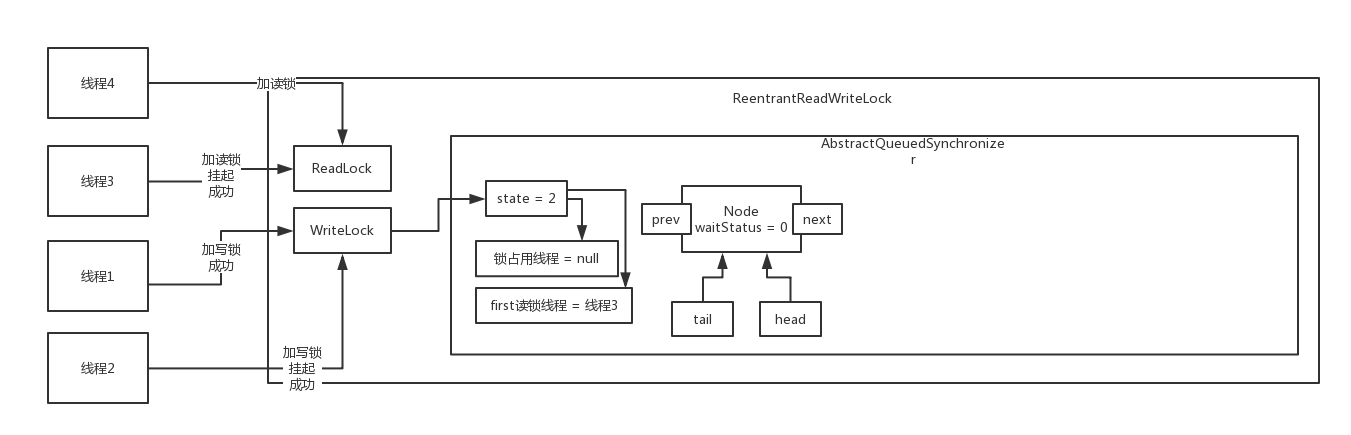 线程4
加读锁
ReentrantReadWriteLock
AbstractQueuedSynchronize
r
线程3
加读锁
挂起
成功
ReadLock
state = 2
Node
waitStatus = 0
prev
next
线程1
加写锁
成功
WriteLock
锁占用线程 = null
first读锁线程 = 线程3
tail
head
线程2
加写锁
挂起
成功